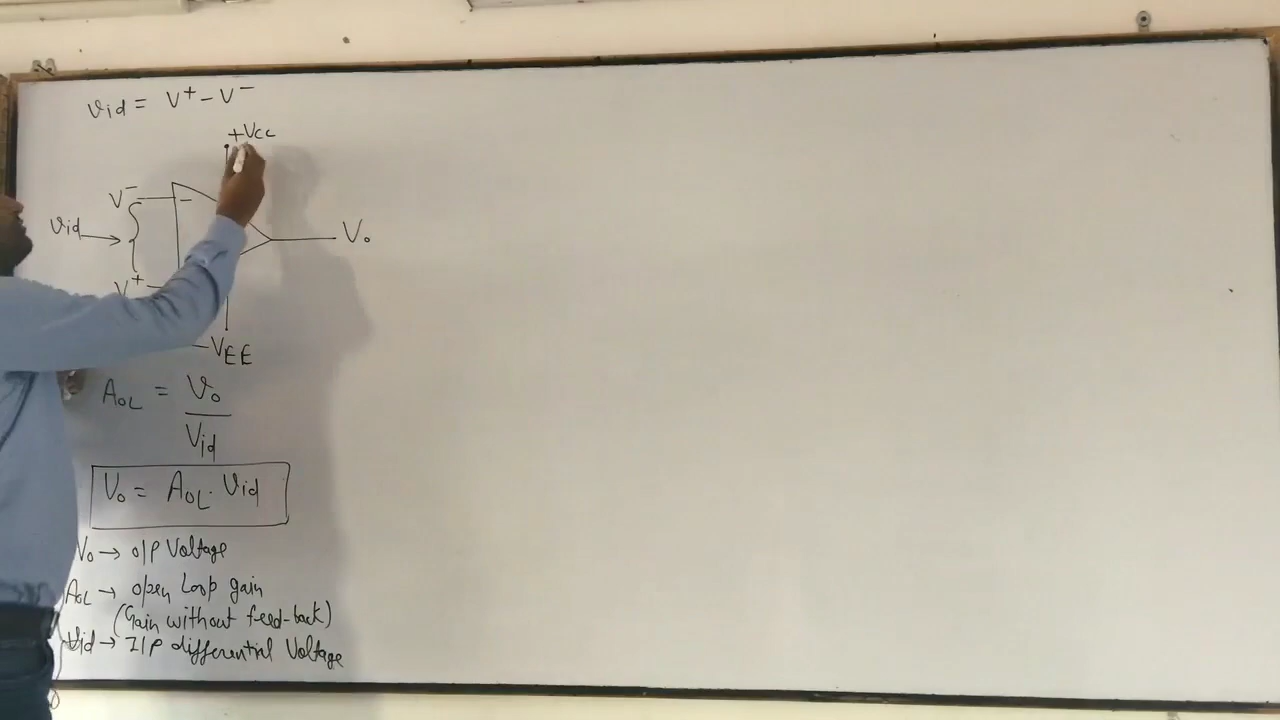 Vid = V⁺ – V⁻
+Vcc
V⁻
–
Vid
Vo
V⁺
–VEE
AOL = Vo / Vid
Vo = AOL . Vid
Vo → o/p Voltage
AOL → open Loop gain
(Gain without feed-back)
Vid → I/P differential Voltage